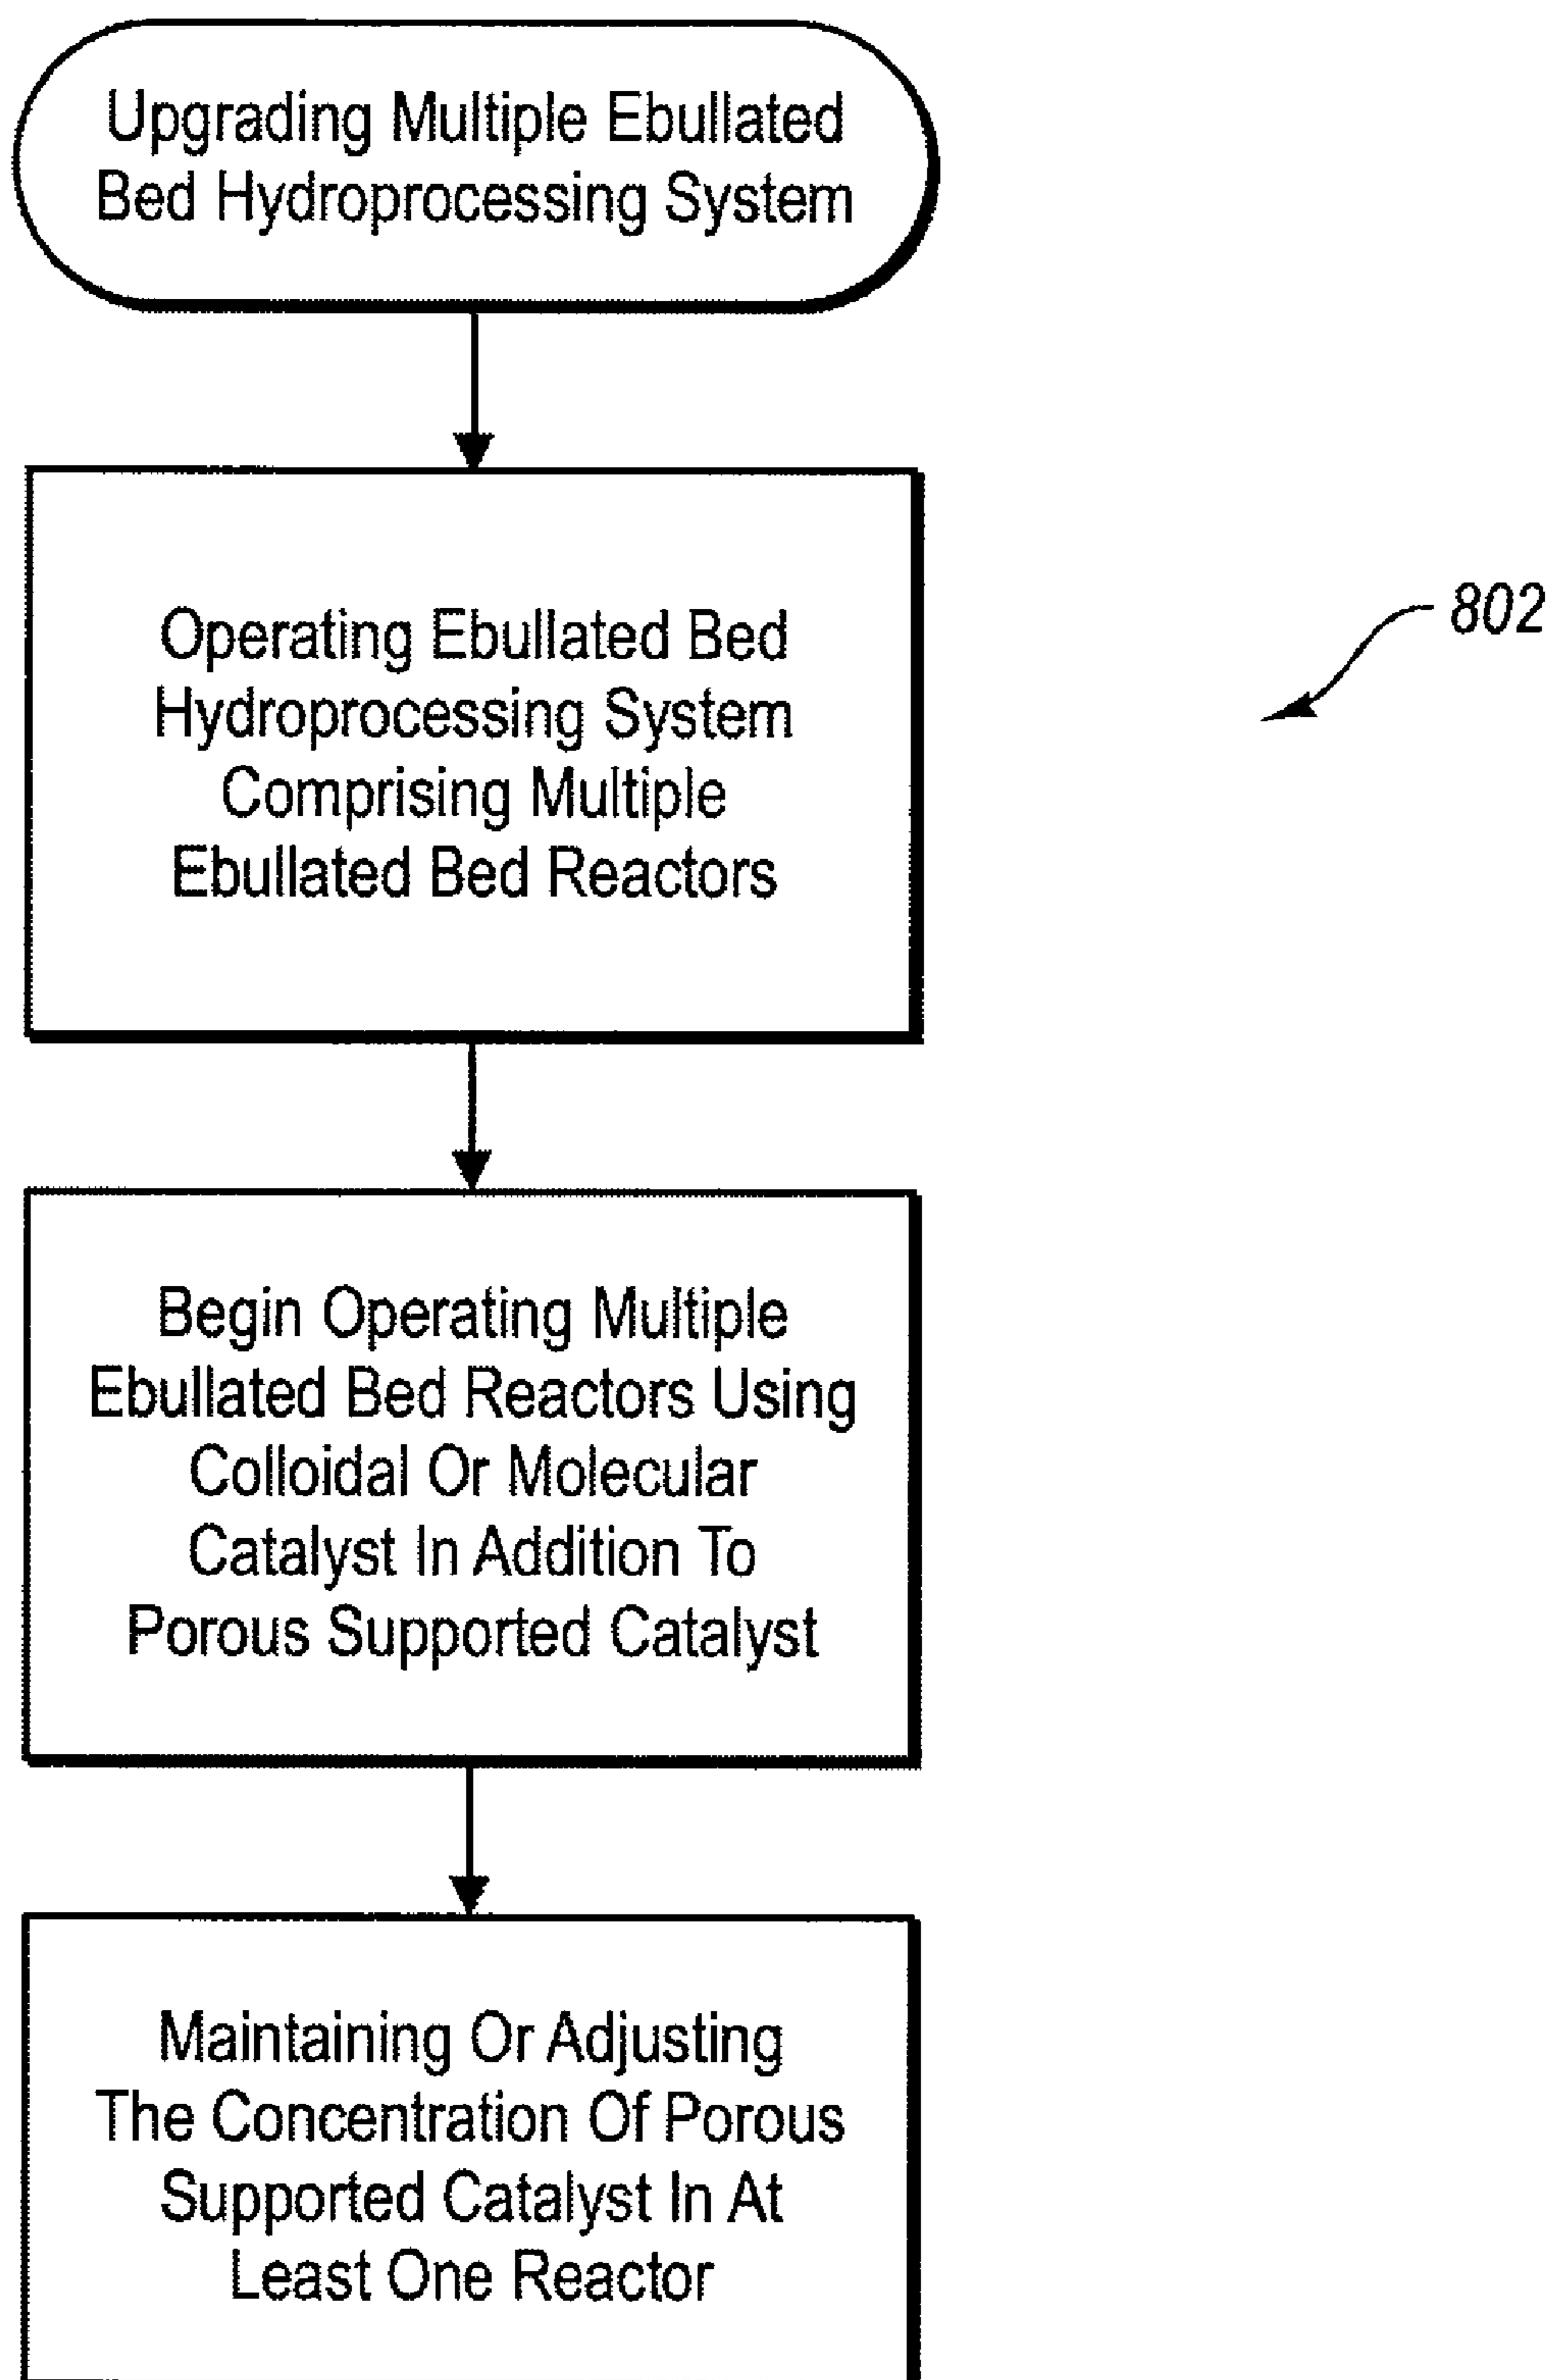 Upgrading Multiple Ebullated
Bed Hydroprocessing System
Operating Ebullated Bed
Hydroprocessing System
Comprising Multiple
Ebullated Bed Reactors
802
Begin Operating Multiple
Ebullated Bed Reactors Using
Colloidal Or Molecular
Catalyst In Addition To
Porous Supported Catalyst
Maintaining Or Adjusting
The Concentration Of Porous
Supported Catalyst In At
Least One Reactor